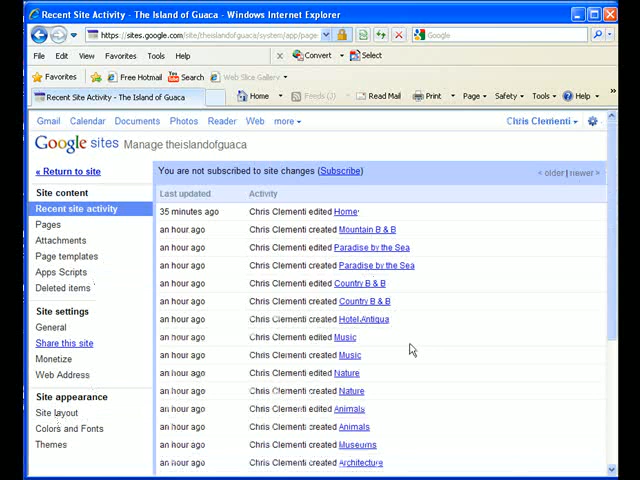 Recent Site Activity - The Island of Guaca - Windows Internet Explorer
https://sites.google.com/site/theislandofguaca/system/app/page
Google
File Edit View Favorites Tools Help
x Convert Select
Favorites Free Hotmail Search Web Slice Gallery
Recent Site Activity - The Island of Guaca
Home Feeds (J) Read Mail Print Page Safety Tools Help
Gmail Calendar Documents Photos Reader Web more
Chris Clementi
Google sites Manage theislandofguaca
« Return to site
Site content
Recent site activity
Pages
Attachments
Page templates
Apps Scripts
Deleted items
Site settings
General
Share this site
Monetize
Web Address
Site appearance
Site layout
Colors and Fonts
Themes
You are not subscribed to site changes (Subscribe)
< older | newer >
Last updated Activity
35 minutes ago Chris Clementi edited Home
an hour ago Chris Clementi created Mountain B & B
an hour ago Chris Clementi edited Paradise by the Sea
an hour ago Chris Clementi created Paradise by the Sea
an hour ago Chris Clementi edited Country B & B
an hour ago Chris Clementi created Country B & B
an hour ago Chris Clementi created Hotel Antigua
an hour ago Chris Clementi edited Music
an hour ago Chris Clementi created Music
an hour ago Chris Clementi edited Nature
an hour ago Chris Clementi created Nature
an hour ago Chris Clementi edited Animals
an hour ago Chris Clementi created Animals
an hour ago Chris Clementi created Museums
an hour ago Chris Clementi created Architecture